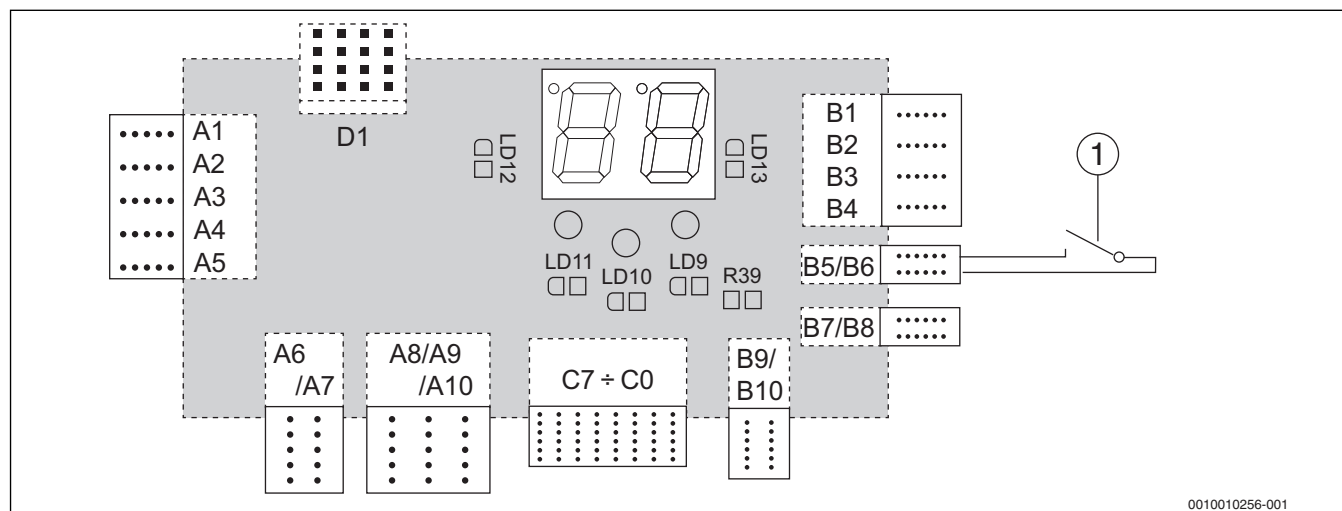 D1
A1
A2
A3
A4
A5
LD12
LD13
LD11
LD10
LD9
R39
B1
B2
B3
B4
B5/B6
B7/B8
1
A6
/A7
A8/A9
/A10
C7 ÷ C0
B9/
B10
0010010256-001